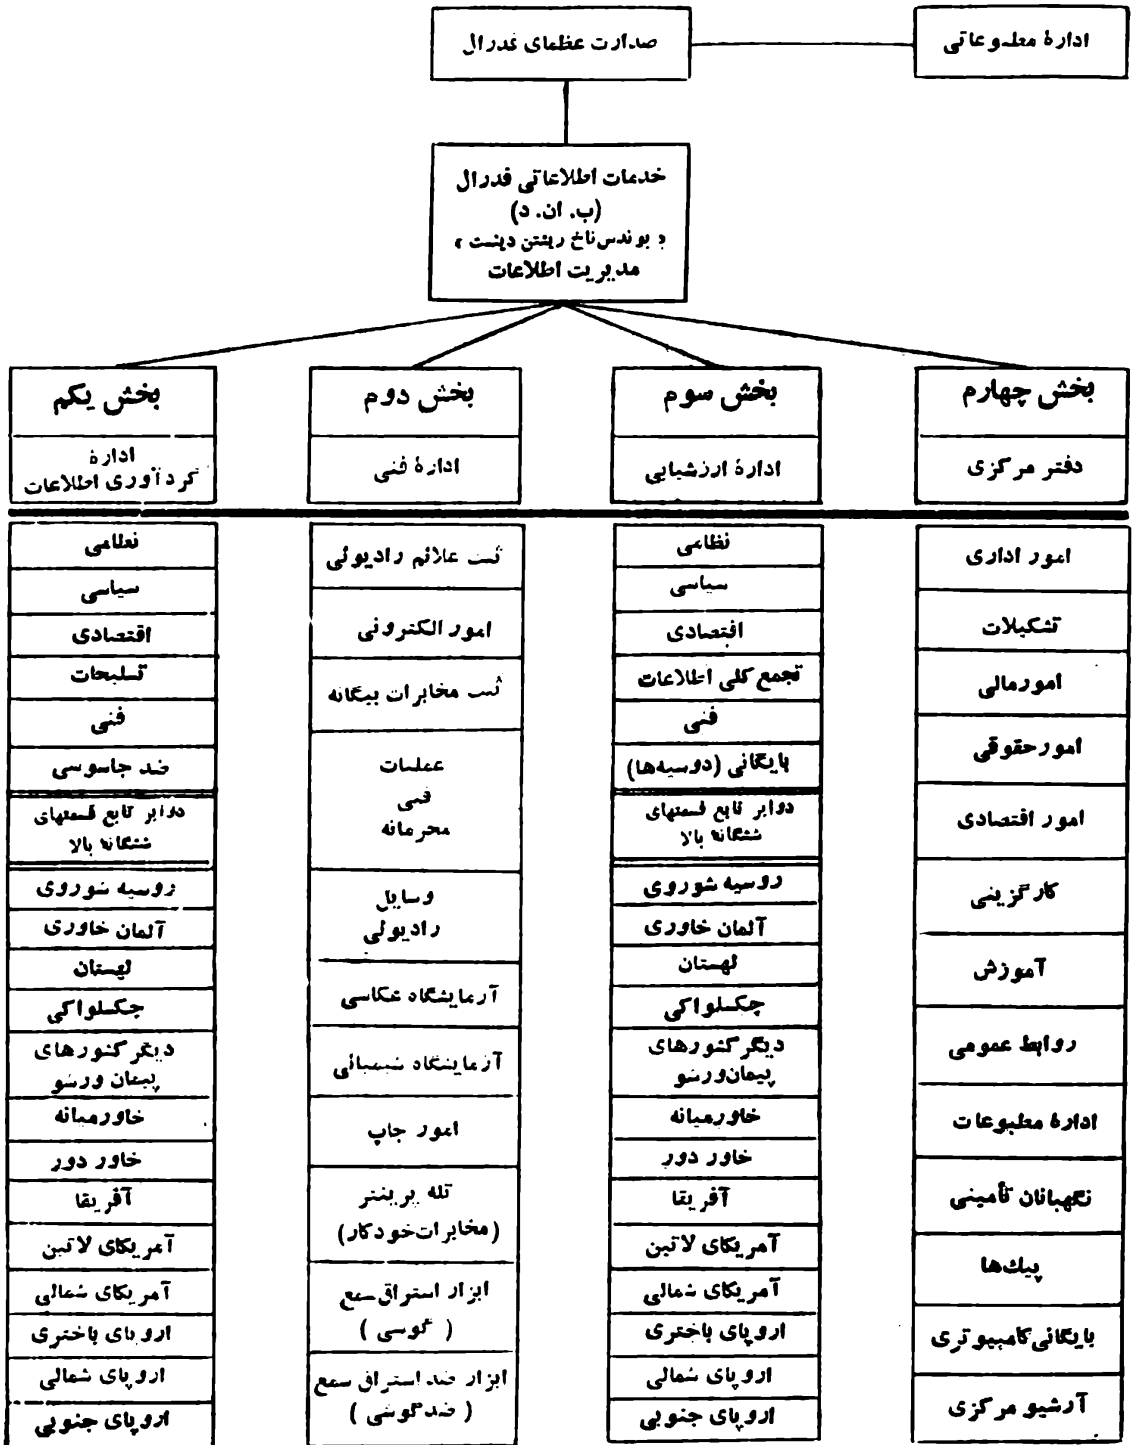 صدارت عظمای فدرال
ادارهٔ مطبوعاتی
خدمات اطلاعاتی فدرال
(ب. ان. د)
« بوندس‌ناخ ریشتن دینست »
مدیریت اطلاعات
بخش یکم
ادارهٔ
گردآوری اطلاعات
نظامی
سیاسی
اقتصادی
تسلیحات
فنی
ضد جاسوسی
دوایر تابع قسمتهای
ششگانه بالا
روسیه شوروی
آلمان خاوری
لهستان
چکسلواکی
دیگر کشورهای
پیمان ورشو
خاورمیانه
خاور دور
آفریقا
آمریکای لاتین
آمریکای شمالی
اروپای باختری
اروپای شمالی
اروپای جنوبی
بخش دوم
ادارهٔ فنی
ثبت علائم رادیوئی
امور الکترونی
ثبت مخابرات بیگانه
عملیات
فنی
محرمانه
وسایل
رادیوئی
آزمایشگاه عکاسی
آزمایشگاه شیمیائی
امور چاپ
تله پرینتر
(مخابرات خودکار)
ابزار استراق سمع
( گوشی )
ابزار ضد استراق سمع
( ضد گوشی )
بخش سوم
ادارهٔ ارزشیابی
نظامی
سیاسی
اقتصادی
تجمع کلی اطلاعات
فنی
بایگانی (دوسیه‌ها)
دوایر تابع قسمتهای
ششگانه بالا
روسیه شوروی
آلمان خاوری
لهستان
چکسلواکی
دیگر کشورهای
پیمان ورشو
خاورمیانه
خاور دور
آفریقا
آمریکای لاتین
آمریکای شمالی
اروپای باختری
اروپای شمالی
اروپای جنوبی
بخش چهارم
دفتر مرکزی
امور اداری
تشکیلات
امورمالی
امورحقوقی
امور اقتصادی
کارگزینی
آموزش
روابط عمومی
ادارهٔ مطبوعات
نگهبانان تأمینی
پیك‌ها
بایگانی کامپیوتری
آرشیو مرکزی